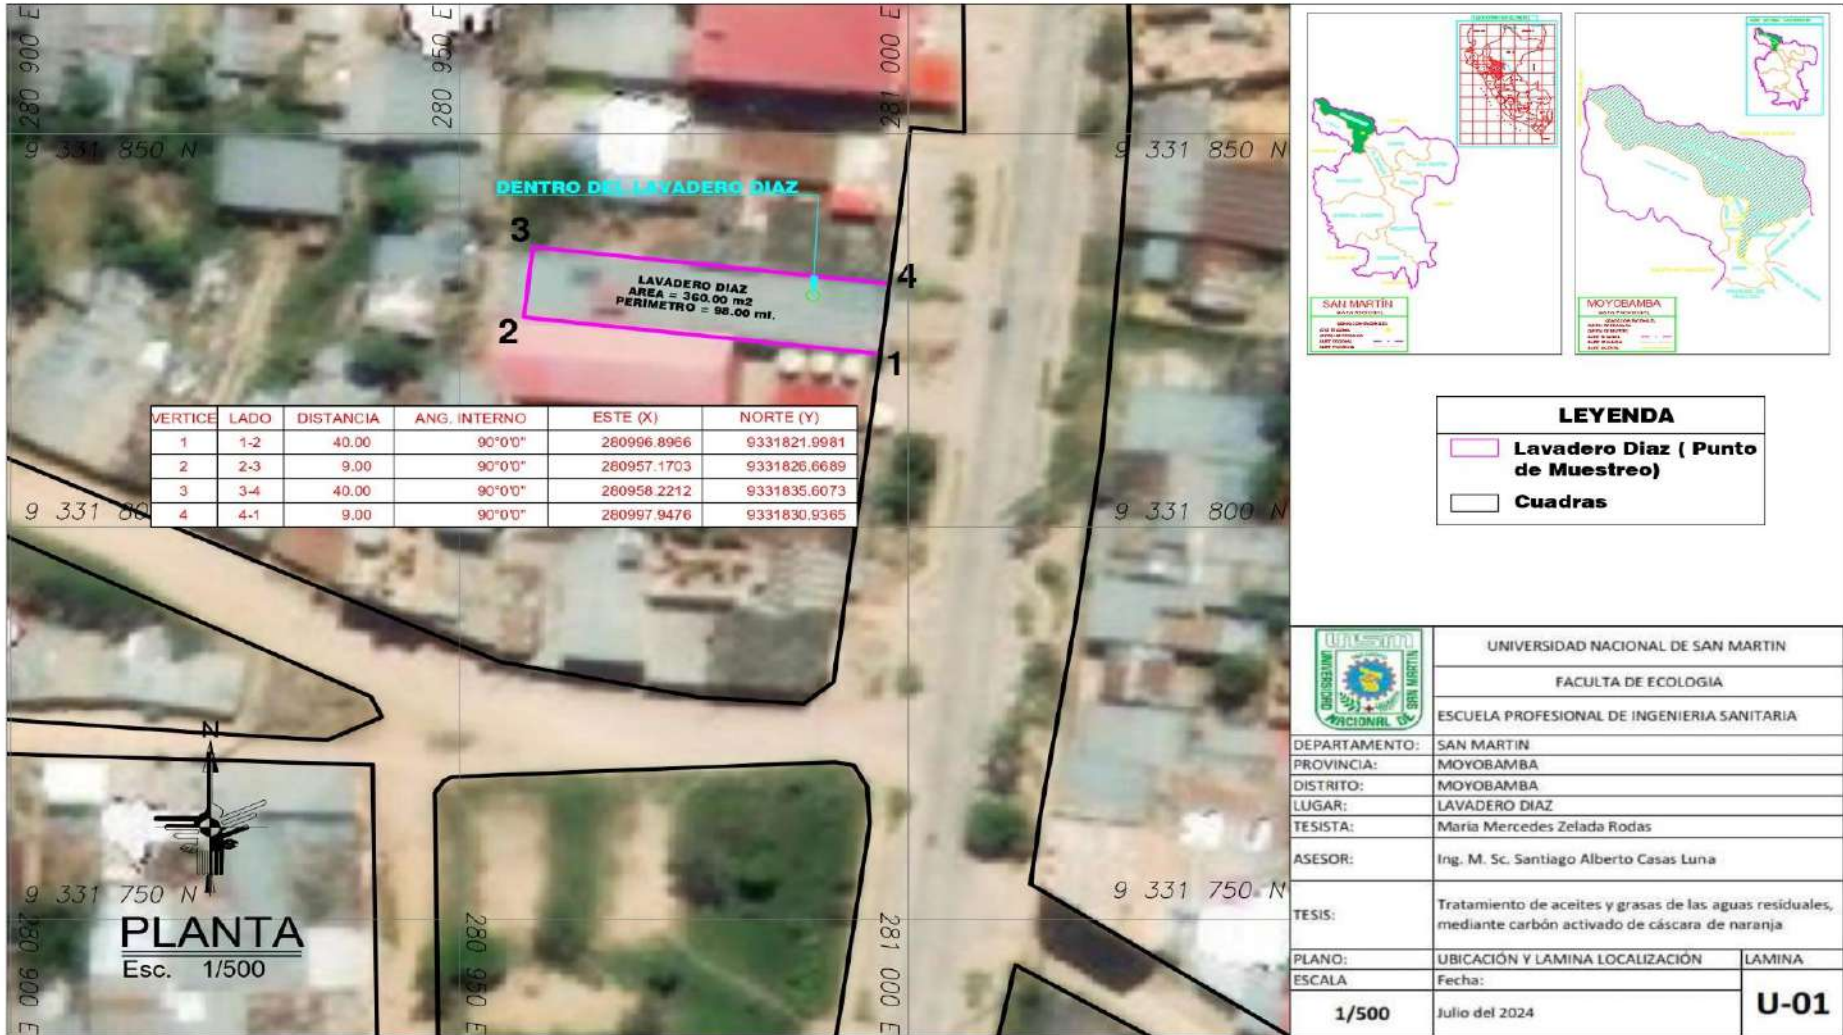 280 900 E
280 950 E
281 000 E
9 331 850 N
9 331 850 N
DENTRO DEL LAVADERO DIAZ
3
4
LAVADERO DIAZ
AREA = 360.00 m2
PERIMETRO = 98.00 ml.
2
1
VERTICE LADO DISTANCIA ANG. INTERNO ESTE (X) NORTE (Y)
1 1-2 40.00 90°0'0" 280996.8966 9331821.9981
2 2-3 9.00 90°0'0" 280957.1703 9331826.6689
3 3-4 40.00 90°0'0" 280958.2212 9331835.6073
4 4-1 9.00 90°0'0" 280997.9476 9331830.9365
9 331 80
9 331 800 N
N
9 331 750 N
9 331 750 N
PLANTA
Esc. 1/500
280 900 E
280 950 E
281 000 E
SAN MARTÍN
MOYOBAMBA
LEYENDA
Lavadero Diaz ( Punto
de Muestreo)
Cuadras
UNSM
UNIVERSIDAD NACIONAL DE SAN MARTIN
UNIVERSIDAD NACIONAL DE SAN MARTIN
FACULTA DE ECOLOGIA
ESCUELA PROFESIONAL DE INGENIERIA SANITARIA
DEPARTAMENTO: SAN MARTIN
PROVINCIA: MOYOBAMBA
DISTRITO: MOYOBAMBA
LUGAR: LAVADERO DIAZ
TESISTA: Maria Mercedes Zelada Rodas
ASESOR: Ing. M. Sc. Santiago Alberto Casas Luna
TESIS: Tratamiento de aceites y grasas de las aguas residuales,
mediante carbón activado de cáscara de naranja
PLANO: UBICACIÓN Y LAMINA LOCALIZACIÓN LAMINA
ESCALA Fecha:
1/500 Julio del 2024 U-01